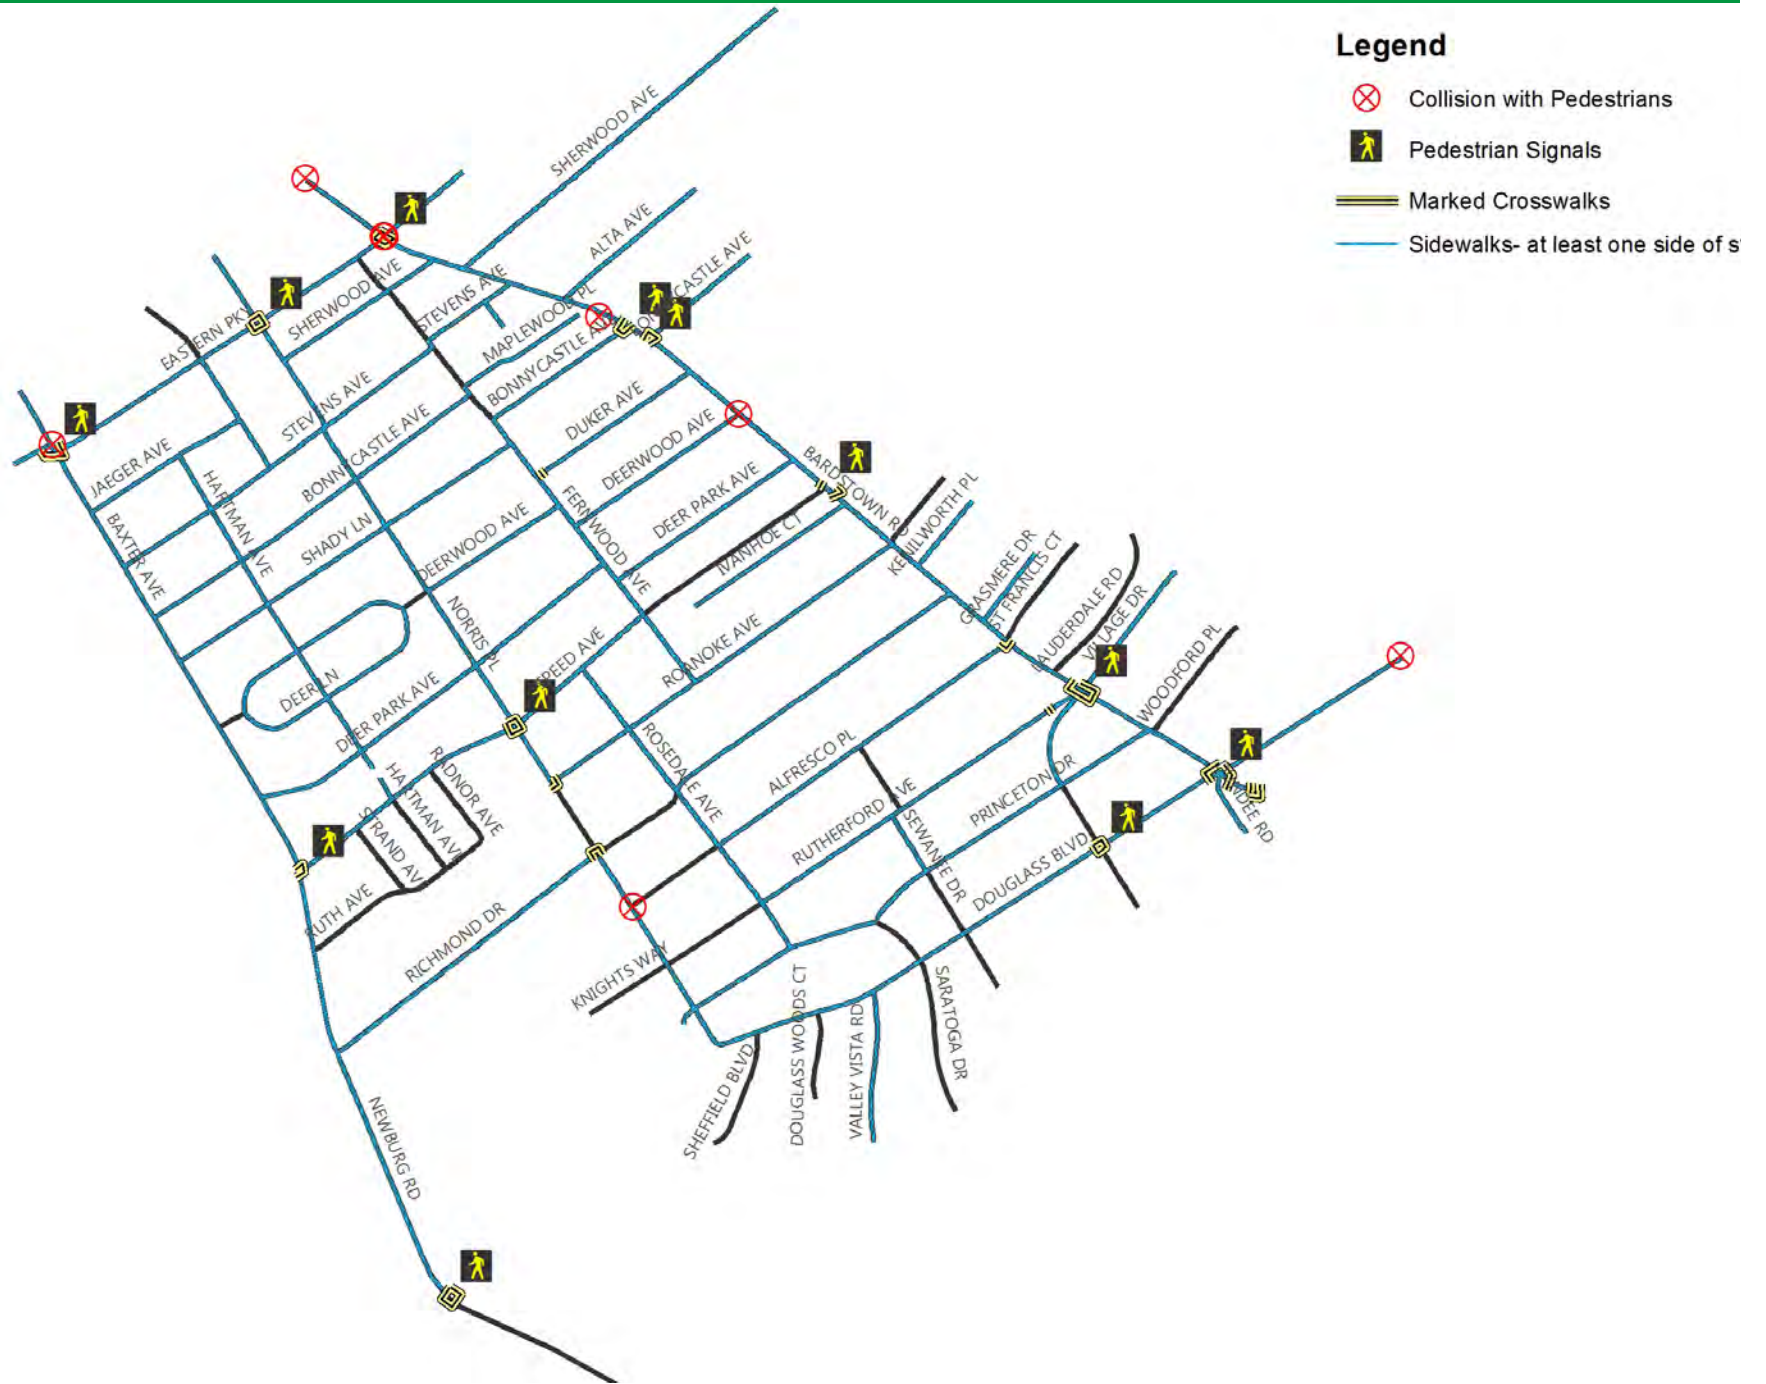 Legend
Collision with Pedestrians
Pedestrian Signals
Marked Crosswalks
Sidewalks- at least one side of s
SHERWOOD AVE
ALTA AVE
EASTERN PK
SHERWOOD AVE
STEVENS AVE
MAPLEWOOD PL
BONNYCASTLE A
CASTLE AVE
STEVENS AVE
BONNYCASTLE AVE
DUKER AVE
DEERWOOD AVE
DEER PARK AVE
BARDSTOWN RD
JAEGER AVE
HARTMAN AVE
BAXTER AVE
SHADY LN
DEERWOOD AVE
FERNWOOD AVE
IVANHOE CT
KENILWORTH PL
GRASMERE DR
ST FRANCIS CT
LAUDERDALE RD
VILLAGE DR
WOODFORD PL
NORRIS PL
SPEED AVE
ROANOKE AVE
DEER LN
DEER PARK AVE
HARTMAN AVE
RADNOR AVE
STRAND AV
RUTH AVE
ROSEDALE AVE
ALFRESCO PL
RUTHERFORD AVE
PRINCETON DR
SEWANEE DR
DOUGLASS BLVD
NDEE RD
RICHMOND DR
KNIGHTS WAY
SHEFFIELD BLVD
DOUGLASS WOODS CT
VALLEY VISTA RD
SARATOGA DR
NEWBURG RD